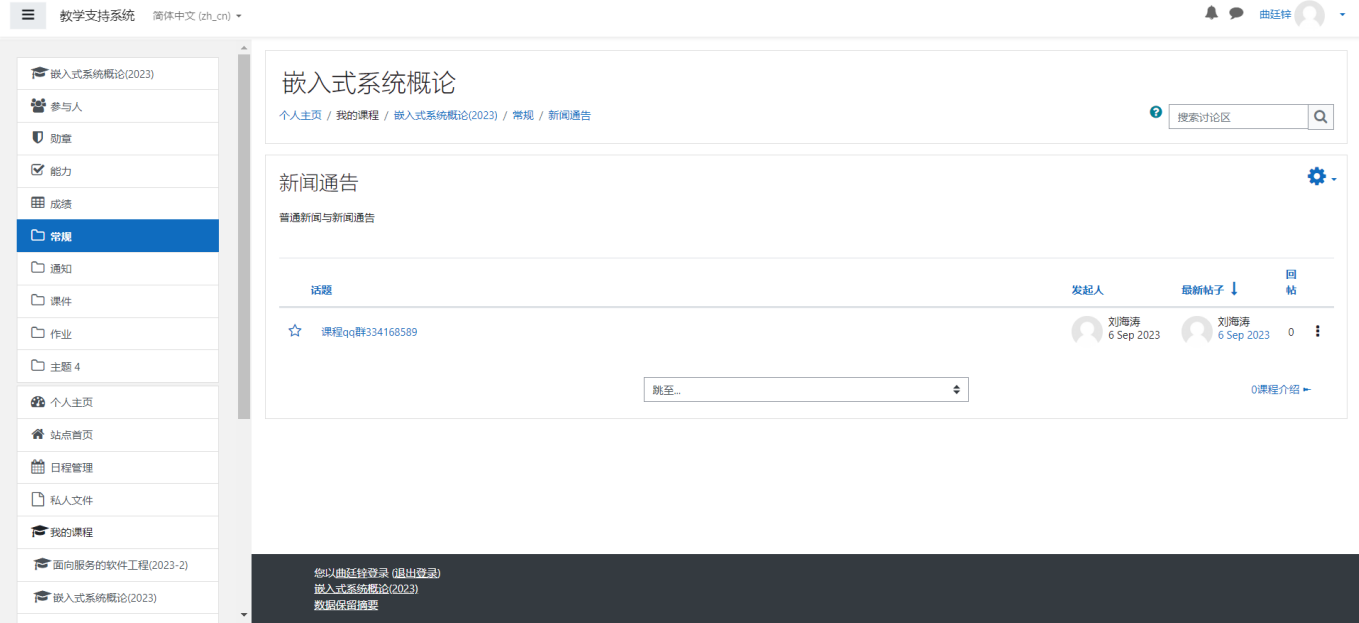 教学支持系统 简体中文 (zh_cn)
曲廷锌
嵌入式系统概论(2023)
参与人
勋章
能力
成绩
常规
通知
课件
作业
主题 4
个人主页
站点首页
日程管理
私人文件
我的课程
面向服务的软件工程(2023-2)
嵌入式系统概论(2023)
嵌入式系统概论
个人主页 / 我的课程 / 嵌入式系统概论(2023) / 常规 / 新闻通告
搜索讨论区
新闻通告
普通新闻与新闻通告
话题 发起人 最新帖子 ↓ 回帖
课程qq群334168589 刘海涛 6 Sep 2023 刘海涛 6 Sep 2023 0
跳至...
0课程介绍 ►
您以曲廷锌登录 (退出登录)
嵌入式系统概论(2023)
数据保留摘要